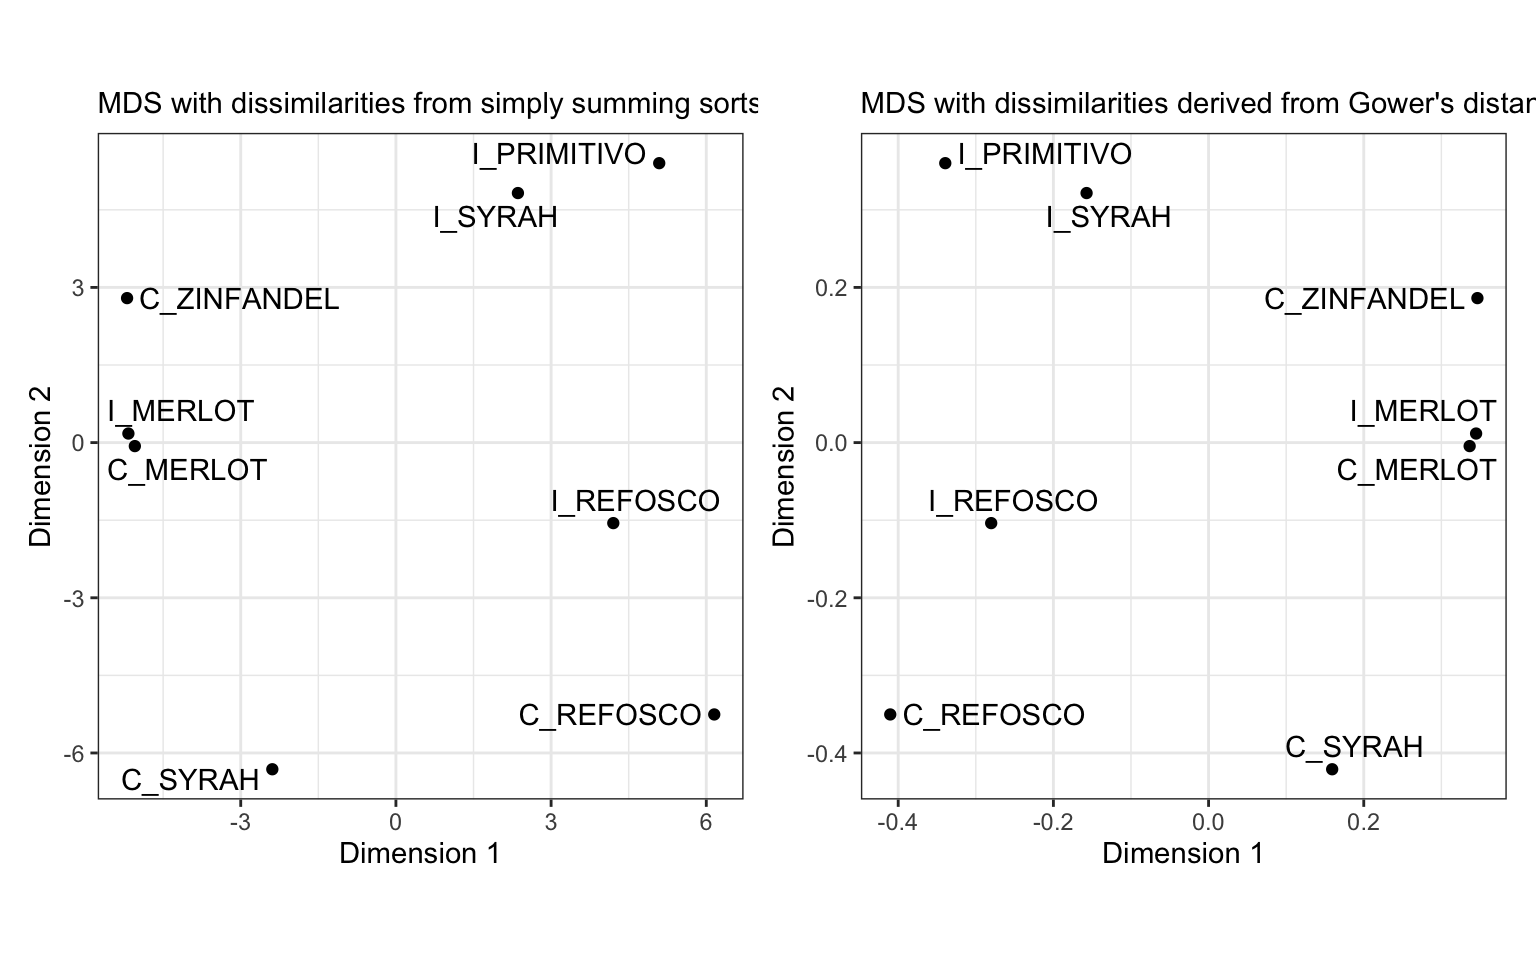 MDS with dissimilarities from simply summing sorts
I_PRIMITIVO
I_SYRAH
C_ZINFANDEL
I_MERLOT
C_MERLOT
I_REFOSCO
C_REFOSCO
C_SYRAH
3
0
-3
-6
Dimension 2
-3 0 3 6
Dimension 1
MDS with dissimilarities derived from Gower's distan
I_PRIMITIVO
I_SYRAH
C_ZINFANDEL
I_MERLOT
C_MERLOT
I_REFOSCO
C_REFOSCO
C_SYRAH
0.2
0.0
-0.2
-0.4
Dimension 2
-0.4 -0.2 0.0 0.2
Dimension 1